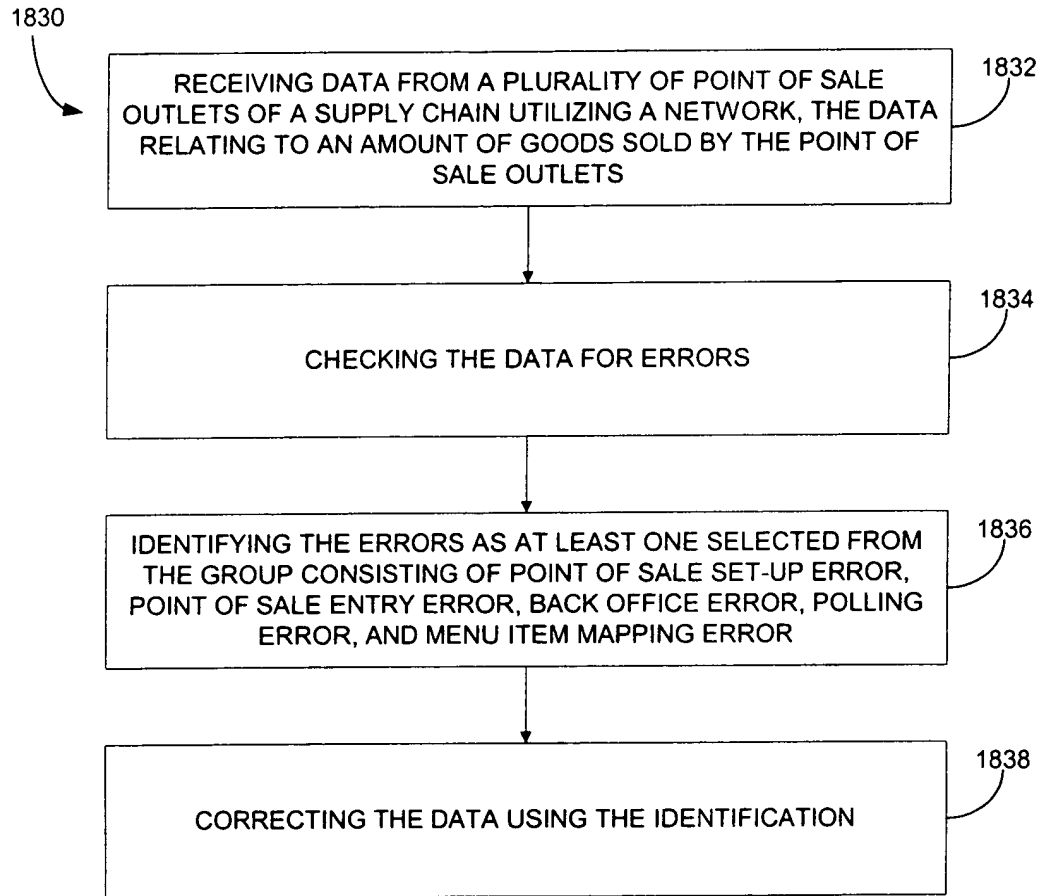 1830
RECEIVING DATA FROM A PLURALITY OF POINT OF SALE
OUTLETS OF A SUPPLY CHAIN UTILIZING A NETWORK, THE DATA
RELATING TO AN AMOUNT OF GOODS SOLD BY THE POINT OF
SALE OUTLETS
1832
CHECKING THE DATA FOR ERRORS
1834
IDENTIFYING THE ERRORS AS AT LEAST ONE SELECTED FROM
THE GROUP CONSISTING OF POINT OF SALE SET-UP ERROR,
POINT OF SALE ENTRY ERROR, BACK OFFICE ERROR, POLLING
ERROR, AND MENU ITEM MAPPING ERROR
1836
CORRECTING THE DATA USING THE IDENTIFICATION
1838